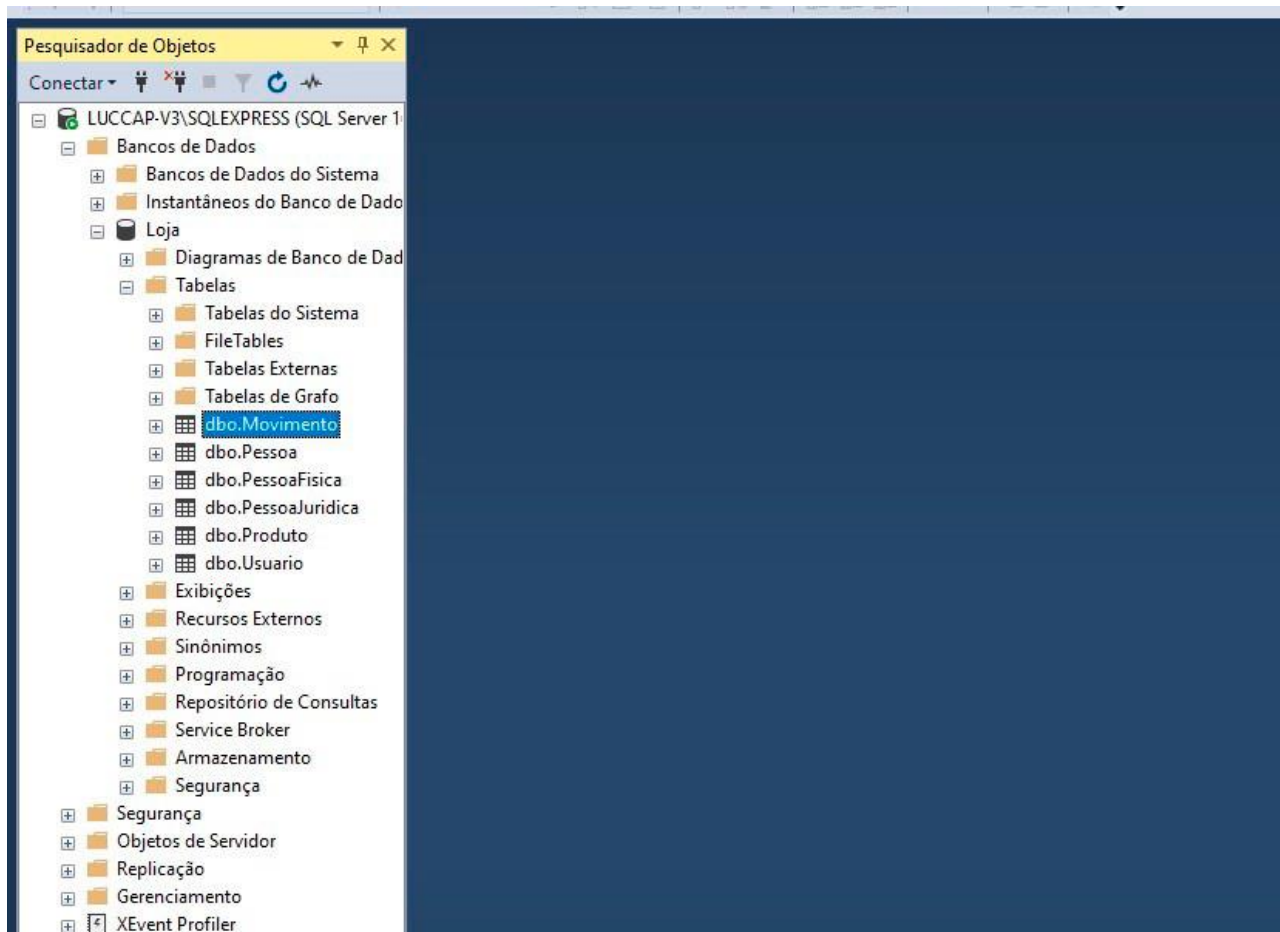 Pesquisador de Objetos
Conectar
LUCCAP-V3\SQLEXPRESS (SQL Server 1
Bancos de Dados
Bancos de Dados do Sistema
Instantâneos do Banco de Dado
Loja
Diagramas de Banco de Dad
Tabelas
Tabelas do Sistema
FileTables
Tabelas Externas
Tabelas de Grafo
dbo.Movimento
dbo.Pessoa
dbo.PessoaFisica
dbo.PessoaJuridica
dbo.Produto
dbo.Usuario
Exibições
Recursos Externos
Sinônimos
Programação
Repositório de Consultas
Service Broker
Armazenamento
Segurança
Segurança
Objetos de Servidor
Replicação
Gerenciamento
XEvent Profiler